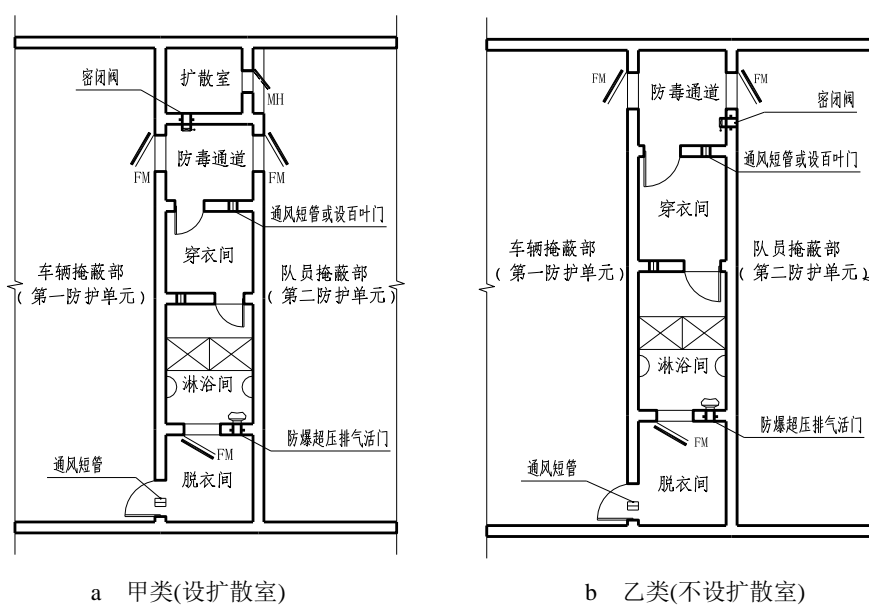 密闭阀
扩散室
MH
防毒通道
FM
FM
通风短管或设百叶门
穿衣间
车辆掩蔽部
(第一防护单元)
队员掩蔽部
(第二防护单元)
淋浴间
防爆超压排气活门
FM
通风短管
脱衣间
a 甲类(设扩散室)
FM
FM
防毒通道
密闭阀
通风短管或设百叶门
穿衣间
车辆掩蔽部
(第一防护单元)
队员掩蔽部
(第二防护单元)
淋浴间
防爆超压排气活门
FM
通风短管
脱衣间
b 乙类(不设扩散室)